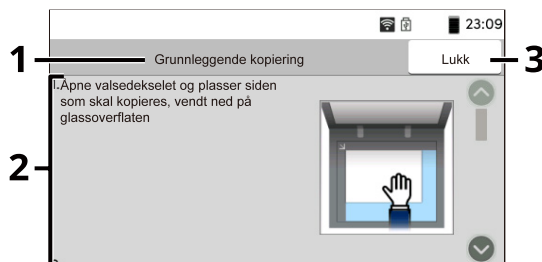 23:09
1 Grunnleggende kopiering Lukk 3
1. Åpne valsedekselet og plasser siden
som skal kopieres, vendt ned på
glassoverflaten
2